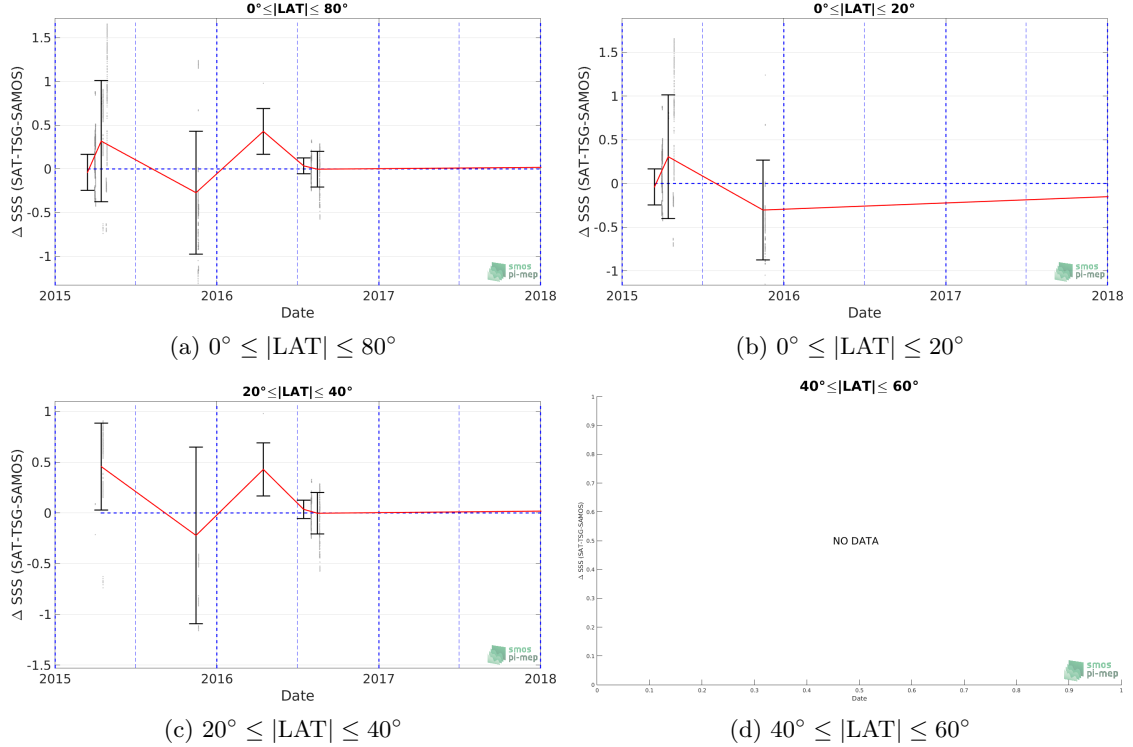 0°≤|LAT|≤ 80°
1.5
1
0.5
0
-0.5
-1
Δ SSS (SAT-TSG-SAMOS)
2015 2016 2017 2018
Date
smos
pi-mep
(a) 0° ≤ |LAT| ≤ 80°
0°≤|LAT|≤ 20°
1.5
1
0.5
0
-0.5
-1
Δ SSS (SAT-TSG-SAMOS)
2015 2016 2017 2018
Date
smos
pi-mep
(b) 0° ≤ |LAT| ≤ 20°
20°≤|LAT|≤ 40°
1
0.5
0
-0.5
-1
-1.5
Δ SSS (SAT-TSG-SAMOS)
2015 2016 2017 2018
Date
smos
pi-mep
(c) 20° ≤ |LAT| ≤ 40°
40°≤|LAT|≤ 60°
1
0.9
0.8
0.7
0.6
0.5
0.4
0.3
0.2
0.1
0
Δ SSS (SAT-TSG-SAMOS)
NO DATA
0 0.1 0.2 0.3 0.4 0.5 0.6 0.7 0.8 0.9 1
Date
smos
pi-mep
(d) 40° ≤ |LAT| ≤ 60°